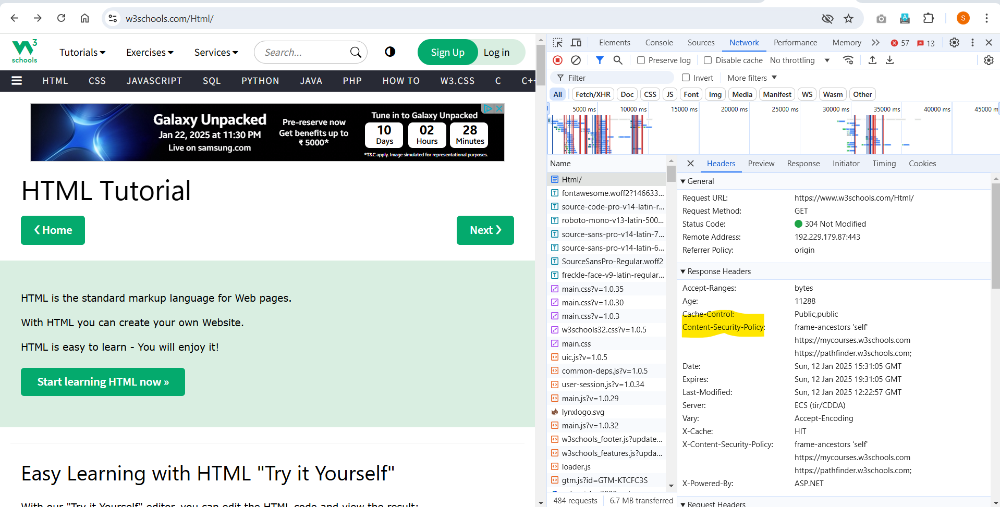 w3schools.com/Html/
S
3
schools
Tutorials
Exercises
Services
Search...
Sign Up
Log in
HTML
CSS
JAVASCRIPT
SQL
PYTHON
JAVA
PHP
HOW TO
W3.CSS
C
C+
Galaxy Unpacked
Jan 22, 2025 at 11:30 PM
Live on samsung.com
Pre-reserve now
Get benefits up to
₹ 5000*
Tune in to Galaxy Unpacked
10
Days
02
Hours
28
Minutes
*T&C apply. Image simulated for representational purposes.
HTML Tutorial
❮ Home
Next ❯
HTML is the standard markup language for Web pages.
With HTML you can create your own Website.
HTML is easy to learn - You will enjoy it!
Start learning HTML now »
Easy Learning with HTML "Try it Yourself"
With our "Try it Yourself" editor, you can edit the HTML code and view the result:
Elements
Console
Sources
Network
Performance
Memory
57
13
Preserve log
Disable cache
No throttling
Filter
Invert
More filters
All
Fetch/XHR
Doc
CSS
JS
Font
Img
Media
Manifest
WS
Wasm
Other
5000 ms
10000 ms
15000 ms
20000 ms
25000 ms
30000 ms
35000 ms
40000 ms
45000 m
Name
Html/
fontawesome.woff2?146633...
source-code-pro-v14-latin-r...
roboto-mono-v13-latin-500...
source-sans-pro-v14-latin-7...
source-sans-pro-v14-latin-6...
SourceSansPro-Regular.woff2
freckle-face-v9-latin-regular...
main.css?v=1.0.35
main.css?v=1.0.30
main.css?v=1.0.3
w3schools32.css?v=1.0.5
main.css
uic.js?v=1.0.5
common-deps.js?v=1.0.5
user-session.js?v=1.0.34
main.js?v=1.0.29
lynxlogo.svg
main.js?v=1.0.32
w3schools_footer.js?update...
w3schools_features.js?upda...
loader.js
gtm.js?id=GTM-KTCFC3S
484 requests
6.7 MB transferred
Headers
Preview
Response
Initiator
Timing
Cookies
General
Request URL: https://www.w3schools.com/Html/
Request Method: GET
Status Code: 304 Not Modified
Remote Address: 192.229.179.87:443
Referrer Policy: origin
Response Headers
Accept-Ranges: bytes
Age: 11288
Cache-Control: Public,public
Content-Security-Policy: frame-ancestors 'self'
https://mycourses.w3schools.com
https://pathfinder.w3schools.com;
Date: Sun, 12 Jan 2025 15:31:05 GMT
Expires: Sun, 12 Jan 2025 19:31:05 GMT
Last-Modified: Sun, 12 Jan 2025 12:22:57 GMT
Server: ECS (tir/CDDA)
Vary: Accept-Encoding
X-Cache: HIT
X-Content-Security-Policy: frame-ancestors 'self'
https://mycourses.w3schools.com
https://pathfinder.w3schools.com;
X-Powered-By: ASP.NET
Request Headers